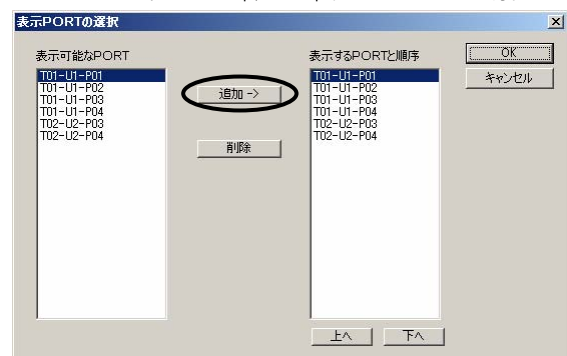 表示PORTの選択
表示可能なPORT
T01-U1-P01
T01-U1-P02
T01-U1-P03
T01-U1-P04
T02-U2-P03
T02-U2-P04
追加 ->
削除
表示するPORTと順序
T01-U1-P01
T01-U1-P02
T01-U1-P03
T01-U1-P04
T02-U2-P03
T02-U2-P04
上へ
下へ
OK
キャンセル